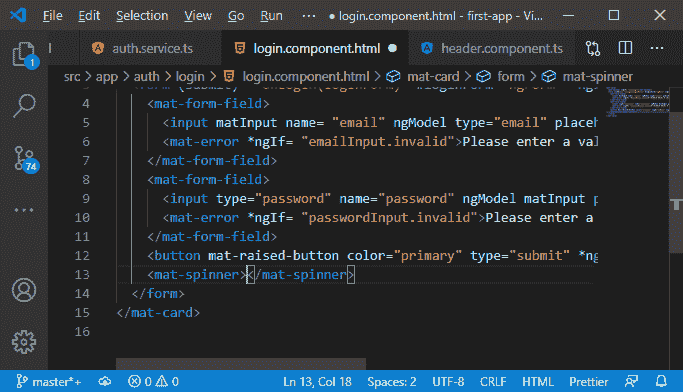 File Edit Selection View Go Run ··· login.component.html - first-app - Vi...
auth.service.ts login.component.html ● header.component.ts ···
src > app > auth > login > login.component.html > mat-card > form > mat-spinner
4 <mat-form-field>
5 <input matInput name= "email" ngModel type="email" placeh
6 <mat-error *ngIf= "emailInput.invalid">Please enter a val
7 </mat-form-field>
8 <mat-form-field>
9 <input type="password" name="password" ngModel matInput p
10 <mat-error *ngIf= "passwordInput.invalid">Please enter a
11 </mat-form-field>
12 <button mat-raised-button color="primary" type="submit" *ng
13 <mat-spinner></mat-spinner>
14 </form>
15 </mat-card>
16
1
74
master*+ 0 0 Ln 13, Col 18 Spaces: 2 UTF-8 CRLF HTML Prettier